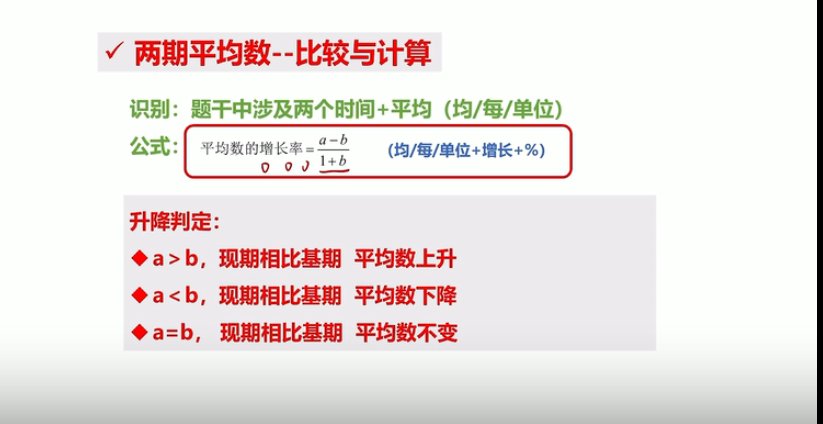 ✓ 两期平均数--比较与计算
识别：题干中涉及两个时间+平均（均/每/单位）
公式：平均数的增长率=(a-b)/(1+b) （均/每/单位+增长+%）
升降判定：
◆a>b，现期相比基期 平均数上升
◆a<b，现期相比基期 平均数下降
◆a=b， 现期相比基期 平均数不变